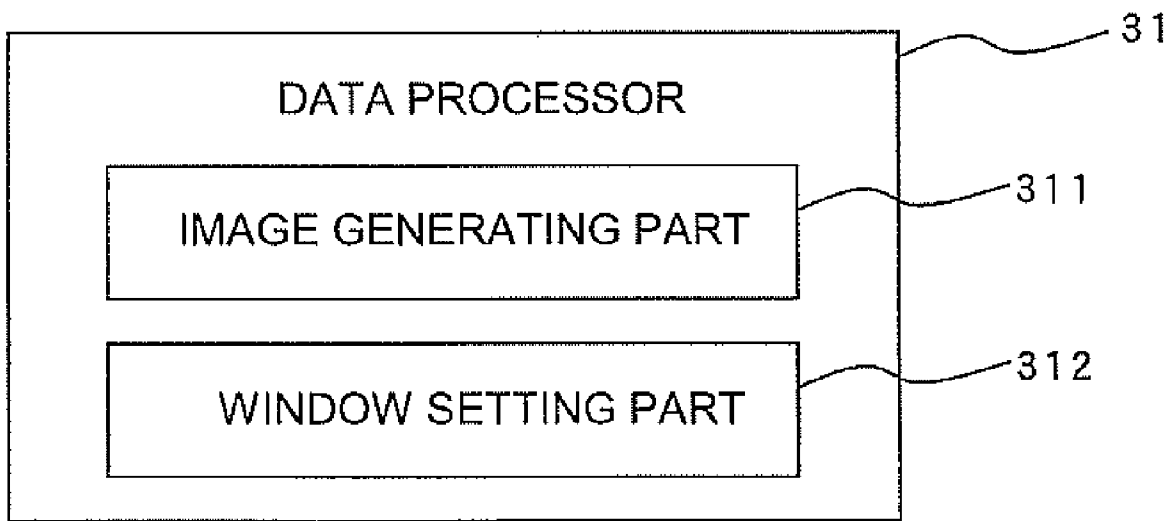 31
DATA PROCESSOR
311
IMAGE GENERATING PART
312
WINDOW SETTING PART